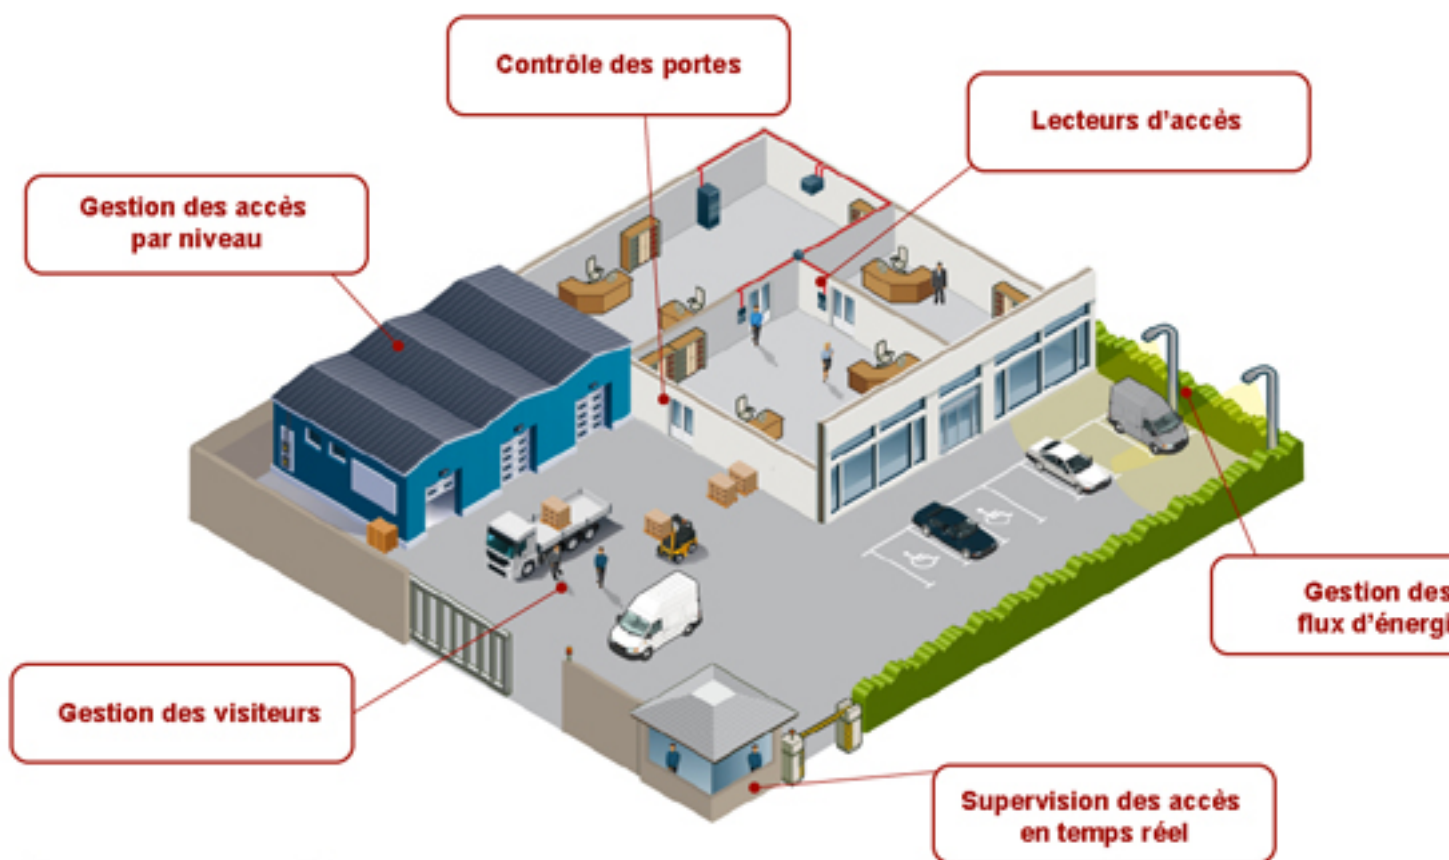 Contrôle des portes
Lecteurs d'accès
Gestion des accès
par niveau
Gestion des
flux d'énergi
Gestion des visiteurs
Supervision des accès
en temps réel